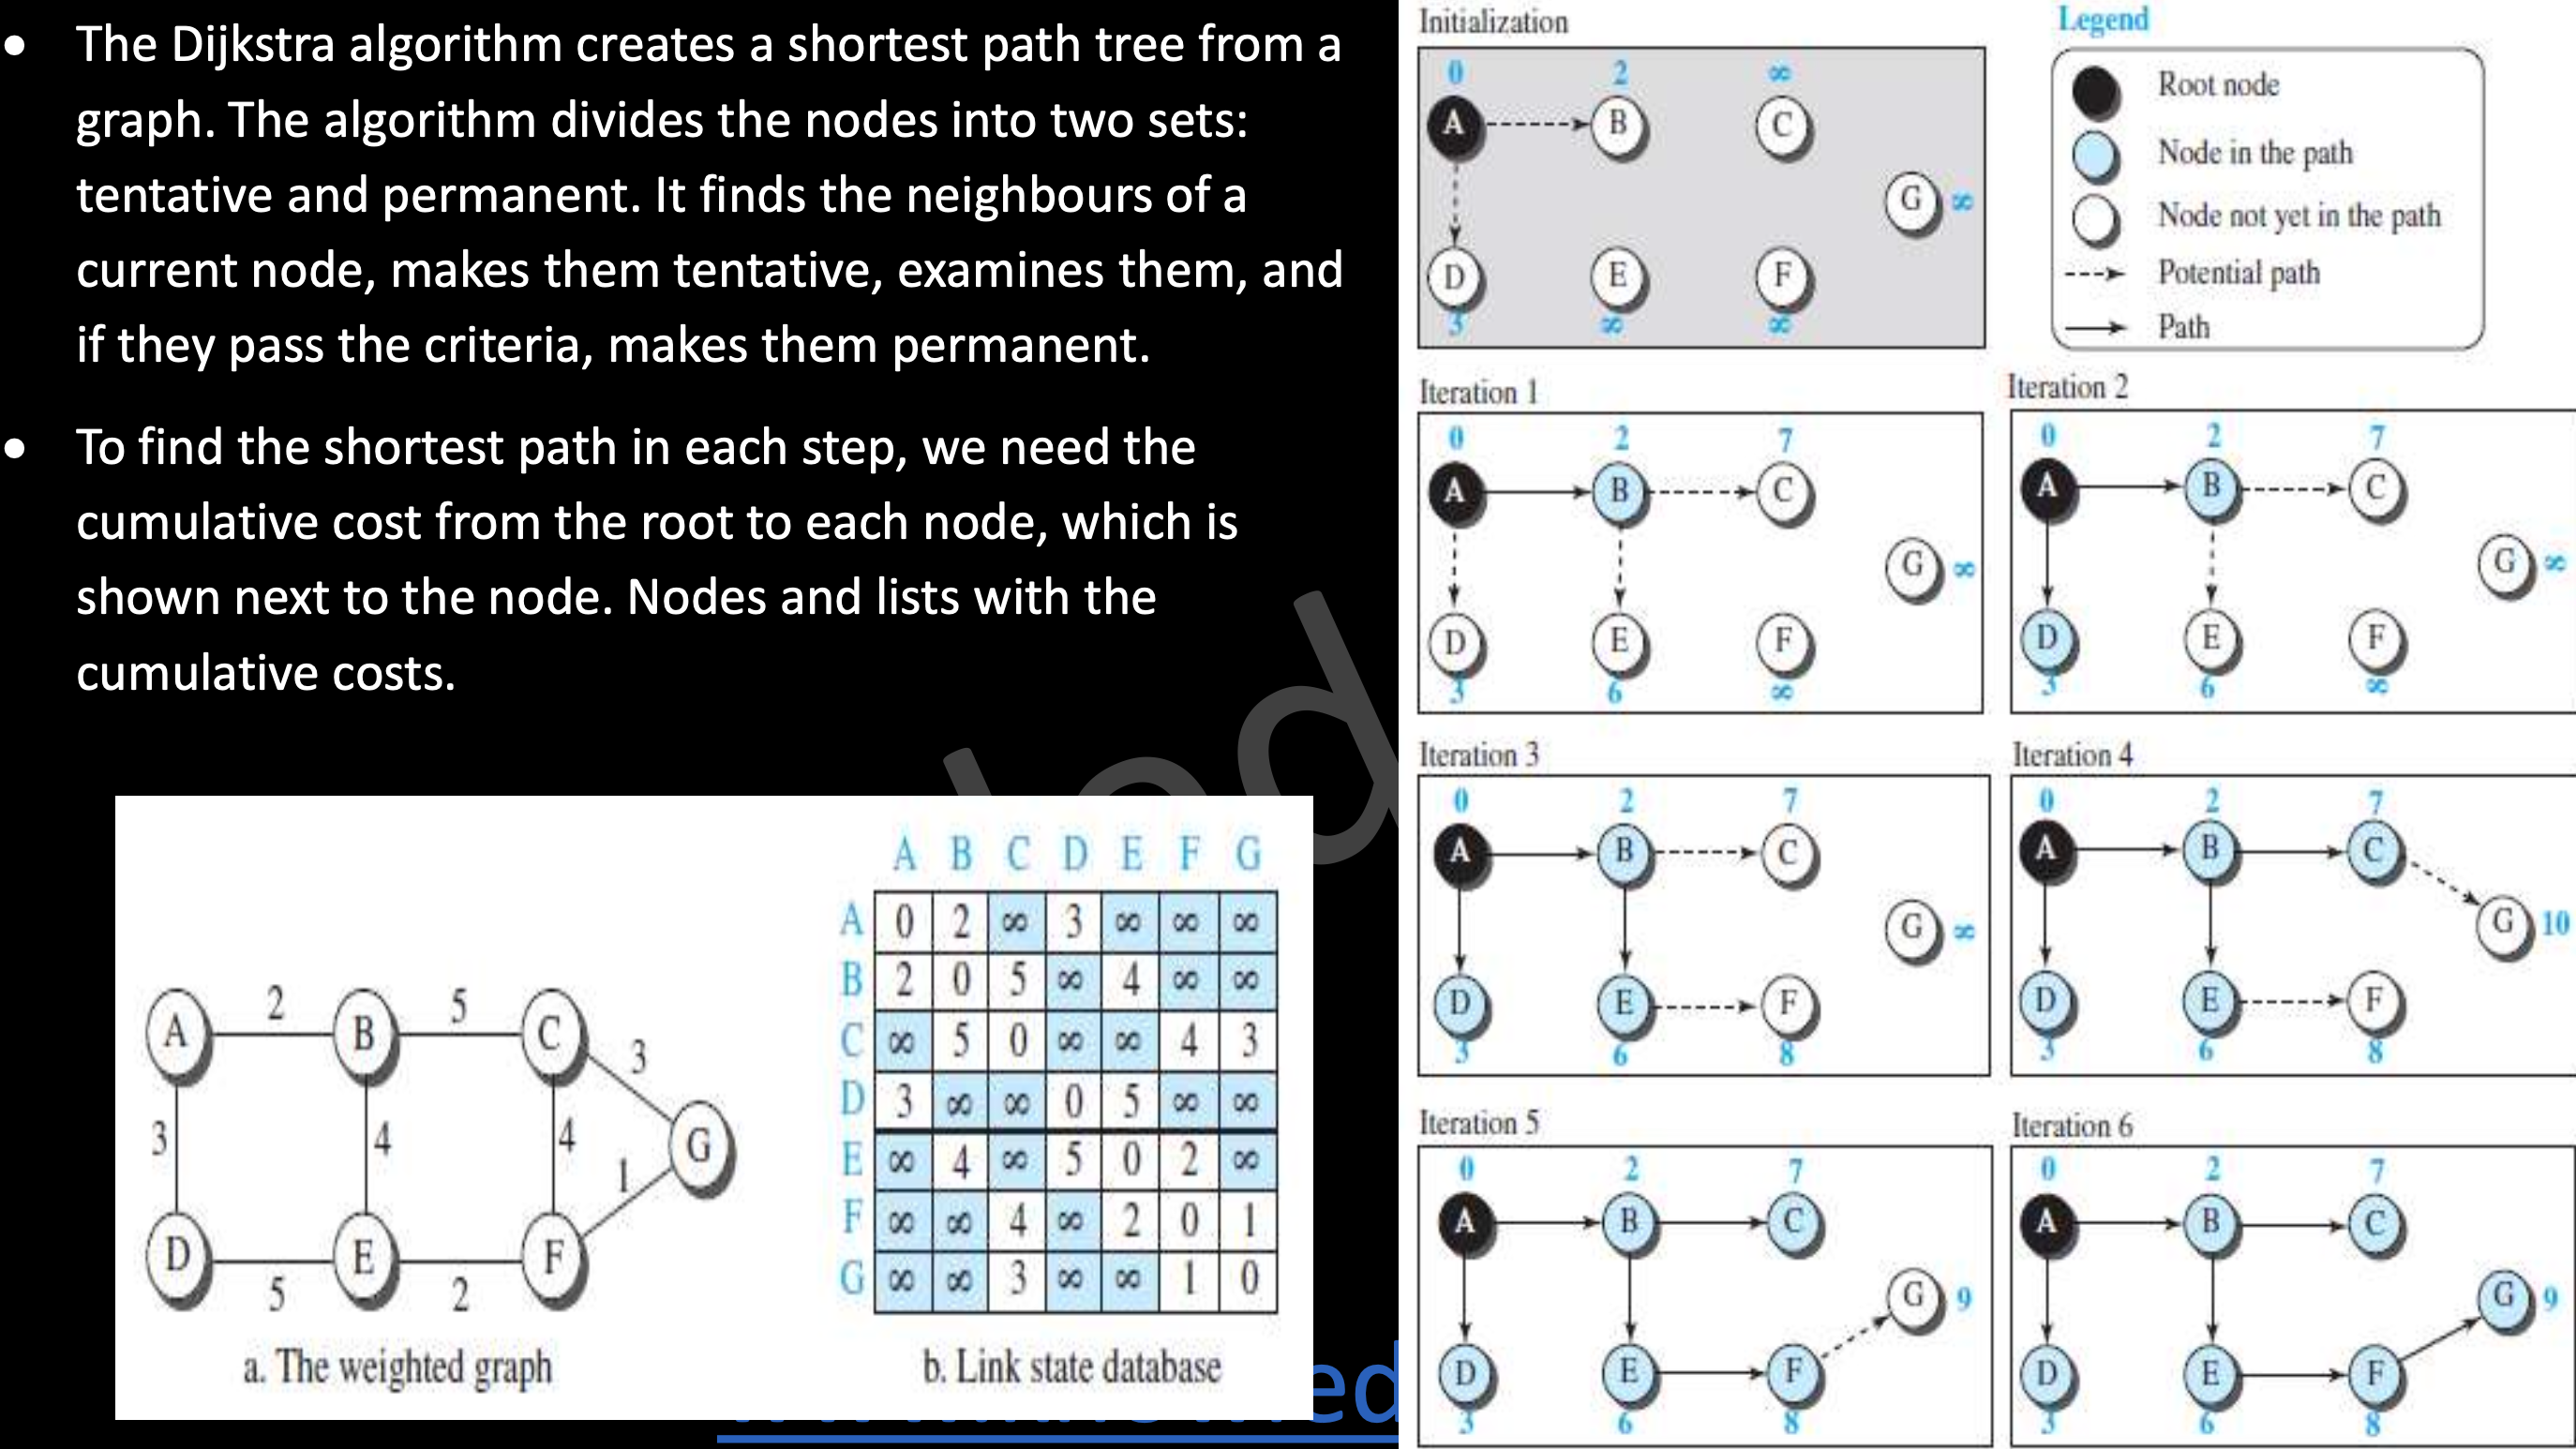 • The Dijkstra algorithm creates a shortest path tree from a
graph. The algorithm divides the nodes into two sets:
tentative and permanent. It finds the neighbours of a
current node, makes them tentative, examines them, and
if they pass the criteria, makes them permanent.
• To find the shortest path in each step, we need the
cumulative cost from the root to each node, which is
shown next to the node. Nodes and lists with the
cumulative costs.
A 2 B 5 C
3 4 4 3 1 G
D 5 E 2 F
a. The weighted graph
A B C D E F G
A 0 2 ∞ 3 ∞ ∞ ∞
B 2 0 5 ∞ 4 ∞ ∞
C ∞ 5 0 ∞ ∞ 4 3
D 3 ∞ ∞ 0 5 ∞ ∞
E ∞ 4 ∞ 5 0 2 ∞
F ∞ ∞ 4 ∞ 2 0 1
G ∞ ∞ 3 ∞ ∞ 1 0
b. Link state database
Initialization
0 2 ∞
A B C
G ∞
D E F
3 ∞ ∞
Legend
Root node
Node in the path
Node not yet in the path
Potential path
Path
Iteration 1
0 2 7
A B C
G ∞
D E F
3 6 ∞
Iteration 2
0 2 7
A B C
G ∞
D E F
3 6 ∞
Iteration 3
0 2 7
A B C
G ∞
D E F
3 6 8
Iteration 4
0 2 7
A B C
G 10
D E F
3 6 8
Iteration 5
0 2 7
A B C
G 9
D E F
3 6 8
Iteration 6
0 2 7
A B C
G 9
D E F
3 6 8